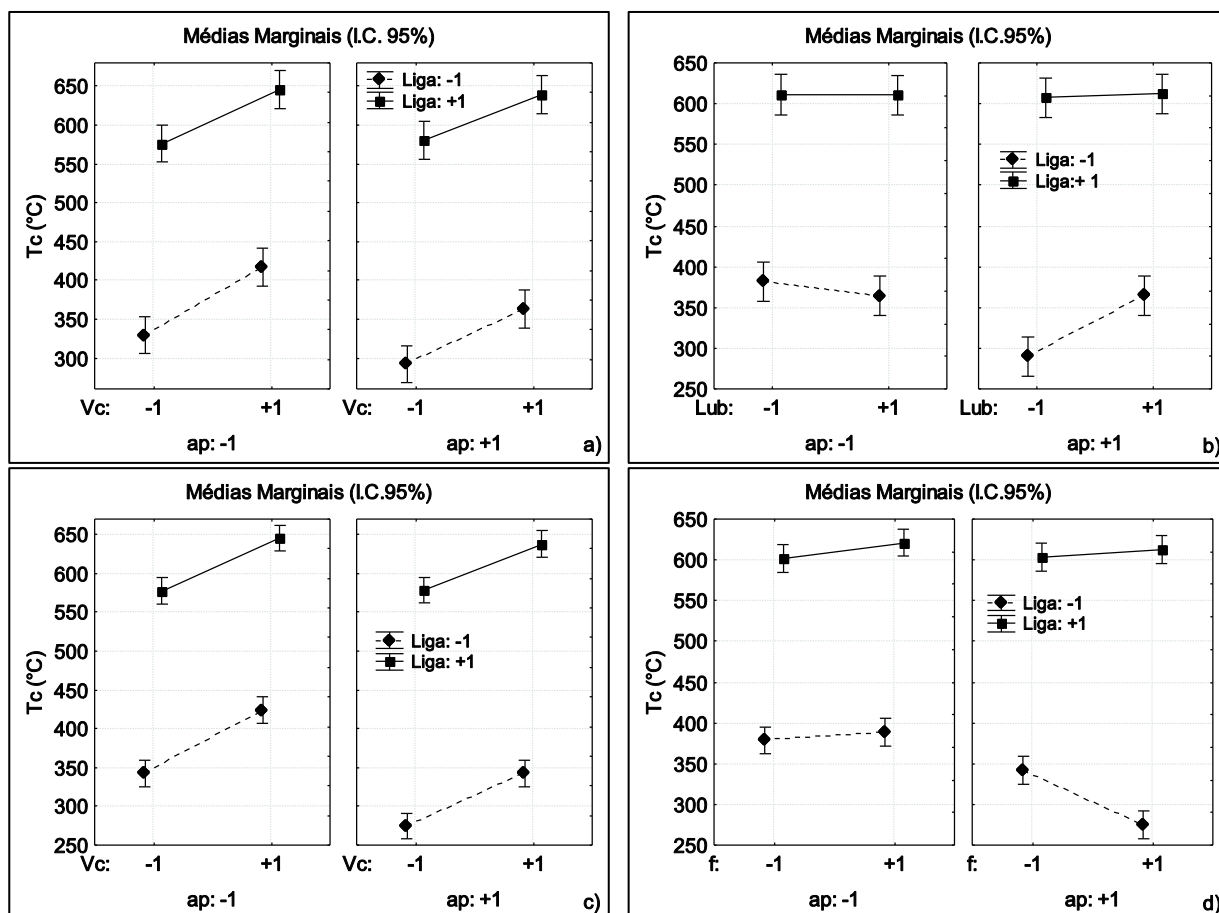 Médias Marginais (I.C. 95%)
Tc (°C)
650
600
550
500
450
400
350
300
250
Liga: -1
Liga: +1
Vc: -1 +1
Vc: -1 +1
ap: -1
ap: +1
a)
Médias Marginais (I.C.95%)
Tc (°C)
650
600
550
500
450
400
350
300
250
Liga: -1
Liga:+ 1
Lub: -1 +1
Lub: -1 +1
ap: -1
ap: +1
b)
Médias Marginais (I.C.95%)
Tc (°C)
650
600
550
500
450
400
350
300
250
Liga: -1
Liga: +1
Vc: -1 +1
Vc: -1 +1
ap: -1
ap: +1
c)
Médias Marginais (I.C.95%)
Tc (°C)
650
600
550
500
450
400
350
300
250
Liga: -1
Liga: +1
f: -1 +1
f: -1 +1
ap: -1
ap: +1
d)